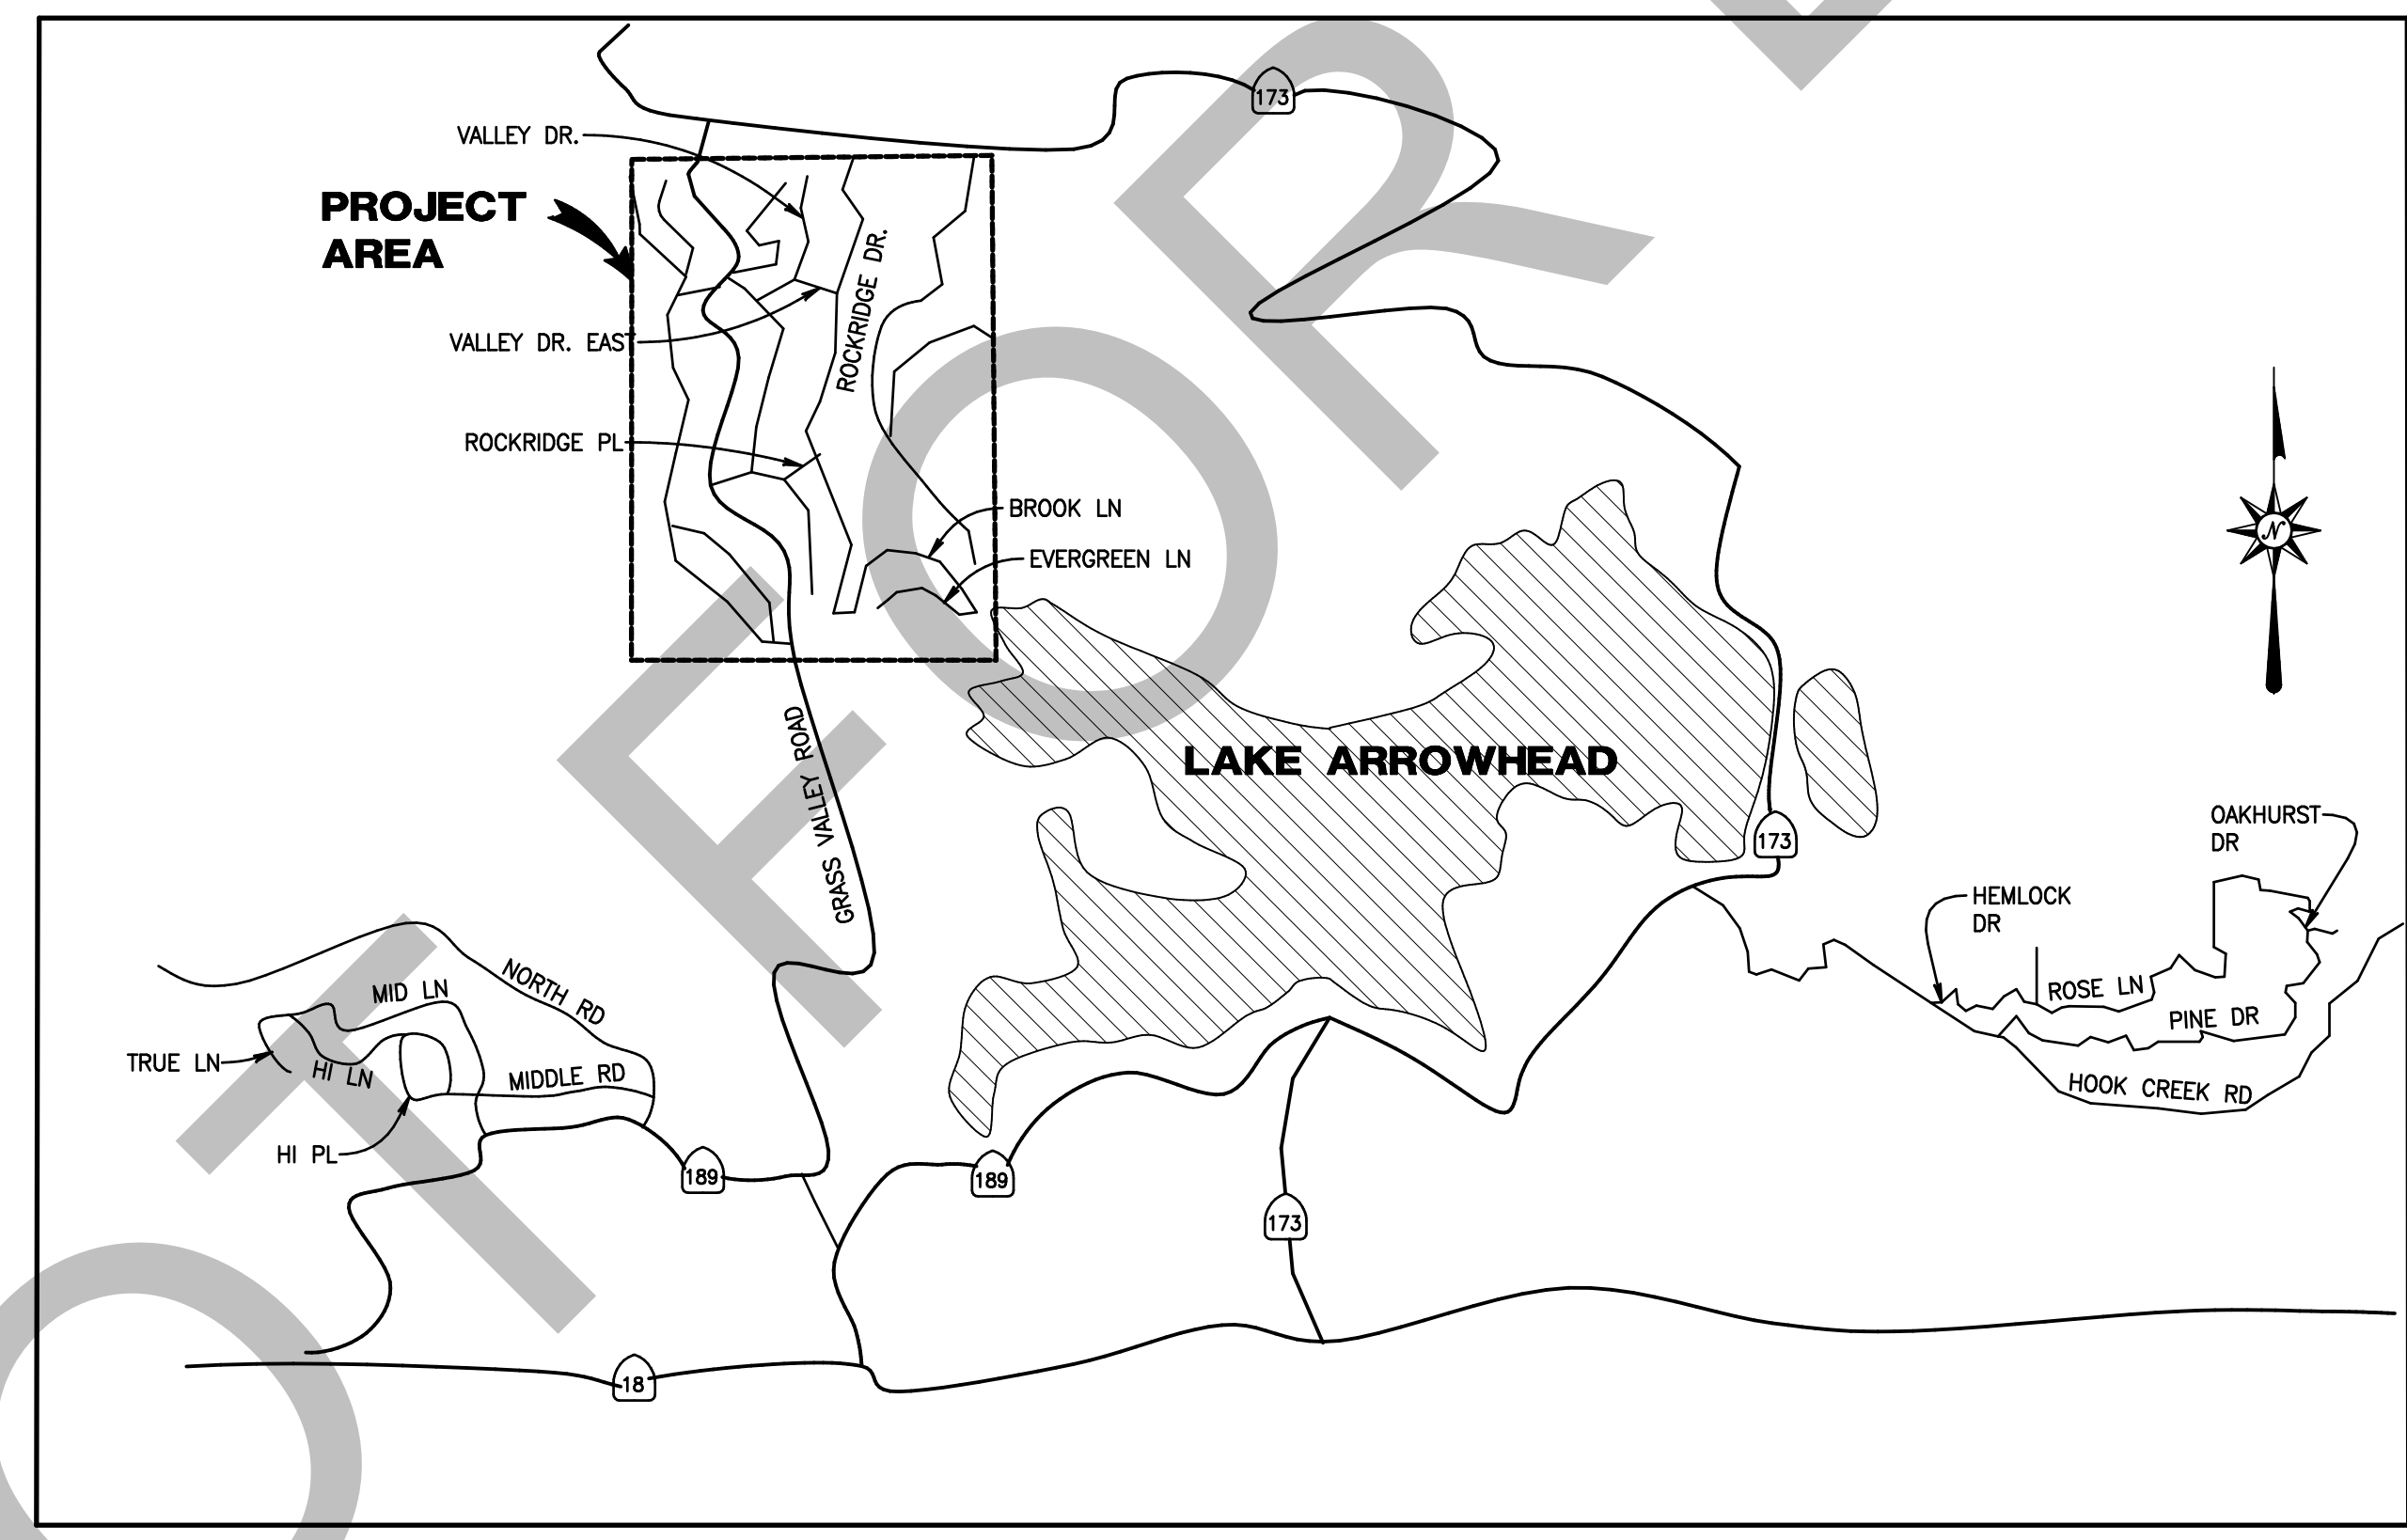 173
VALLEY DR.
PROJECT
AREA
ROCKRIDGE DR.
VALLEY DR. EAST
ROCKRIDGE PL
BROOK LN
EVERGREEN LN
N
LAKE ARROWHEAD
GRASS VALLEY ROAD
173
OAKHURST
DR
HEMLOCK
DR
NORTH RD
MID LN
ROSE LN
PINE DR
TRUE LN
HI LN
MIDDLE RD
HOOK CREEK RD
HI PL
189
189
173
18
OT FOR